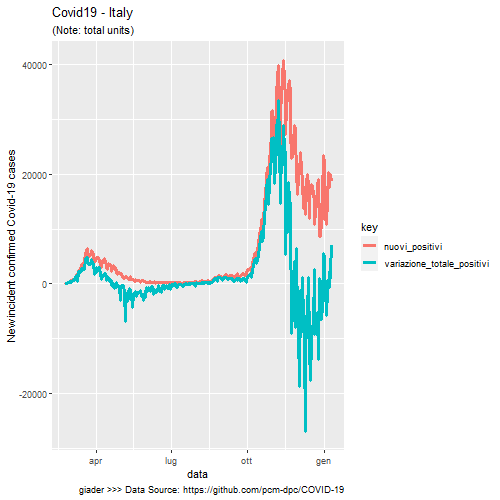 Covid19 - Italy
(Note: total units)
New/incident confirmed Covid-19 cases
40000
20000
0
-20000
apr
lug
ott
gen
data
key
nuovi_positivi
variazione_totale_positivi
giader >>> Data Source: https://github.com/pcm-dpc/COVID-19